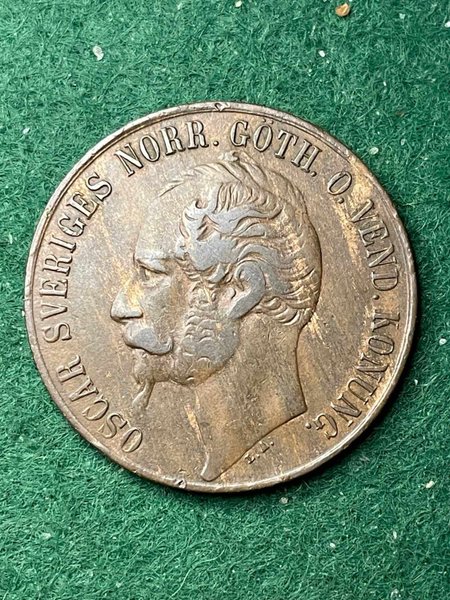 OSCAR SVERIGES NORR. GÖTH. O. VEND. KONUNG.
L.A.